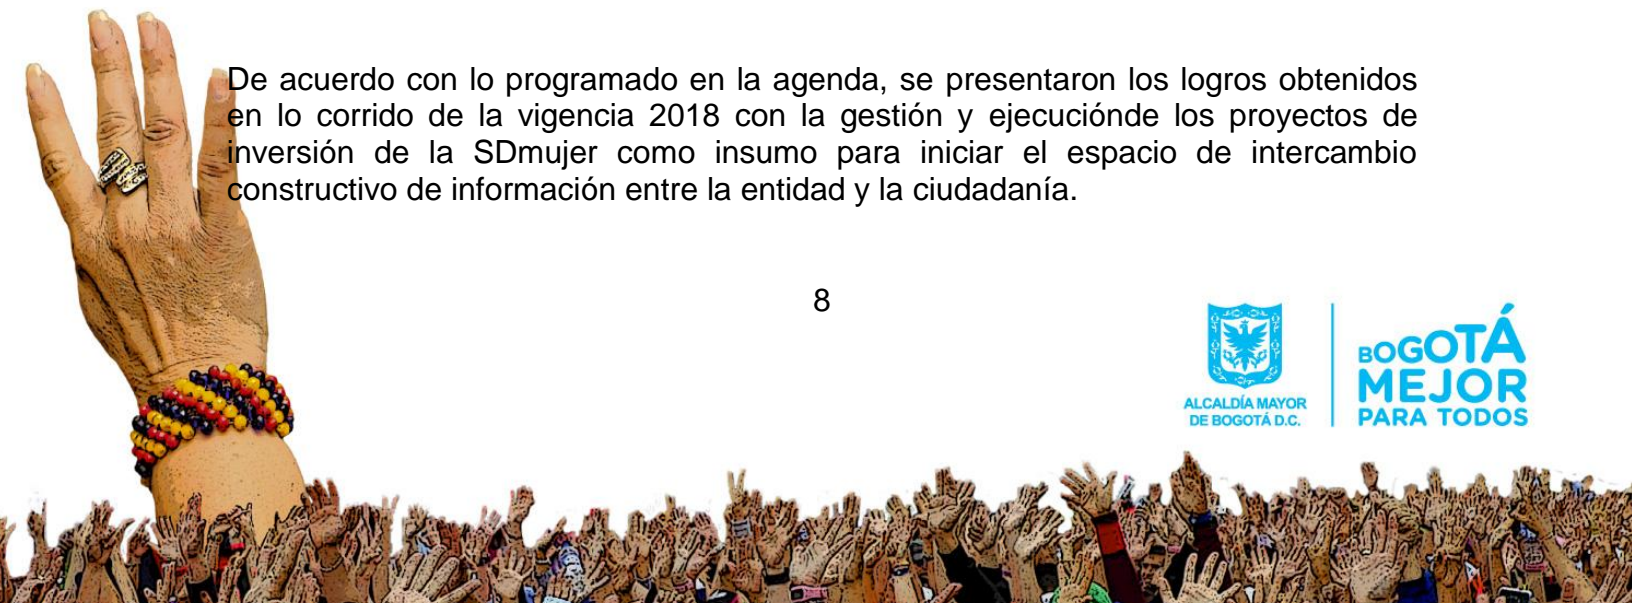 De acuerdo con lo programado en la agenda, se presentaron los logros obtenidos
en lo corrido de la vigencia 2018 con la gestión y ejecuciónde los proyectos de
inversión de la SDmujer como insumo para iniciar el espacio de intercambio
constructivo de información entre la entidad y la ciudadanía.
8
ALCALDÍA MAYOR
DE BOGOTÁ D.C.
BOGOTÁ
MEJOR
PARA TODOS